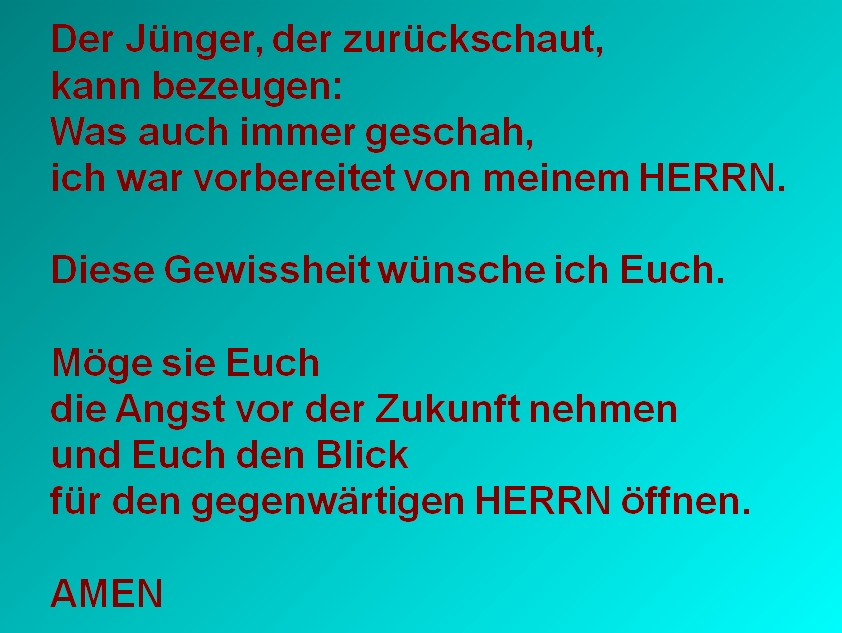 Der Jünger, der zurückschaut,
kann bezeugen:
Was auch immer geschah,
ich war vorbereitet von meinem HERRN.
Diese Gewissheit wünsche ich Euch.
Möge sie Euch
die Angst vor der Zukunft nehmen
und Euch den Blick
für den gegenwärtigen HERRN öffnen.
AMEN